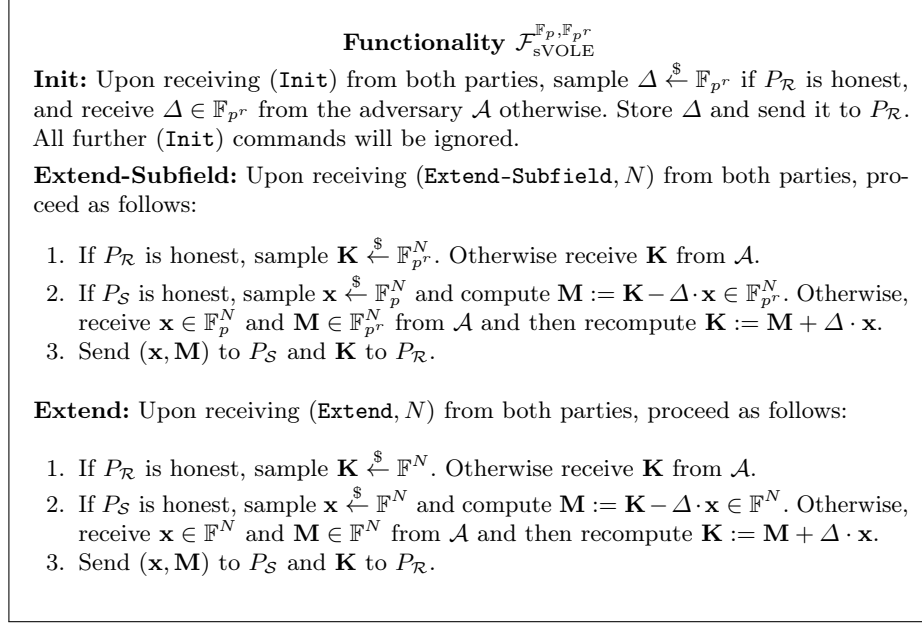 Functionality $\mathcal{F}_{\mathrm{sVOLE}}^{\mathbb{F}_p,\mathbb{F}_{p^r}}$
Init: Upon receiving (Init) from both parties, sample $\Delta \xleftarrow{\$} \mathbb{F}_{p^r}$ if $P_{\mathcal{R}}$ is honest,
and receive $\Delta \in \mathbb{F}_{p^r}$ from the adversary $\mathcal{A}$ otherwise. Store $\Delta$ and send it to $P_{\mathcal{R}}$.
All further (Init) commands will be ignored.
Extend-Subfield: Upon receiving (Extend-Subfield, $N$) from both parties, pro-
ceed as follows:
1. If $P_{\mathcal{R}}$ is honest, sample $\mathbf{K} \xleftarrow{\$} \mathbb{F}_{p^r}^N$. Otherwise receive $\mathbf{K}$ from $\mathcal{A}$.
2. If $P_{\mathcal{S}}$ is honest, sample $\mathbf{x} \xleftarrow{\$} \mathbb{F}_p^N$ and compute $\mathbf{M} := \mathbf{K} - \Delta \cdot \mathbf{x} \in \mathbb{F}_{p^r}^N$. Otherwise,
receive $\mathbf{x} \in \mathbb{F}_p^N$ and $\mathbf{M} \in \mathbb{F}_{p^r}^N$ from $\mathcal{A}$ and then recompute $\mathbf{K} := \mathbf{M} + \Delta \cdot \mathbf{x}$.
3. Send $(\mathbf{x}, \mathbf{M})$ to $P_{\mathcal{S}}$ and $\mathbf{K}$ to $P_{\mathcal{R}}$.
Extend: Upon receiving (Extend, $N$) from both parties, proceed as follows:
1. If $P_{\mathcal{R}}$ is honest, sample $\mathbf{K} \xleftarrow{\$} \mathbb{F}^N$. Otherwise receive $\mathbf{K}$ from $\mathcal{A}$.
2. If $P_{\mathcal{S}}$ is honest, sample $\mathbf{x} \xleftarrow{\$} \mathbb{F}^N$ and compute $\mathbf{M} := \mathbf{K} - \Delta \cdot \mathbf{x} \in \mathbb{F}^N$. Otherwise,
receive $\mathbf{x} \in \mathbb{F}^N$ and $\mathbf{M} \in \mathbb{F}^N$ from $\mathcal{A}$ and then recompute $\mathbf{K} := \mathbf{M} + \Delta \cdot \mathbf{x}$.
3. Send $(\mathbf{x}, \mathbf{M})$ to $P_{\mathcal{S}}$ and $\mathbf{K}$ to $P_{\mathcal{R}}$.